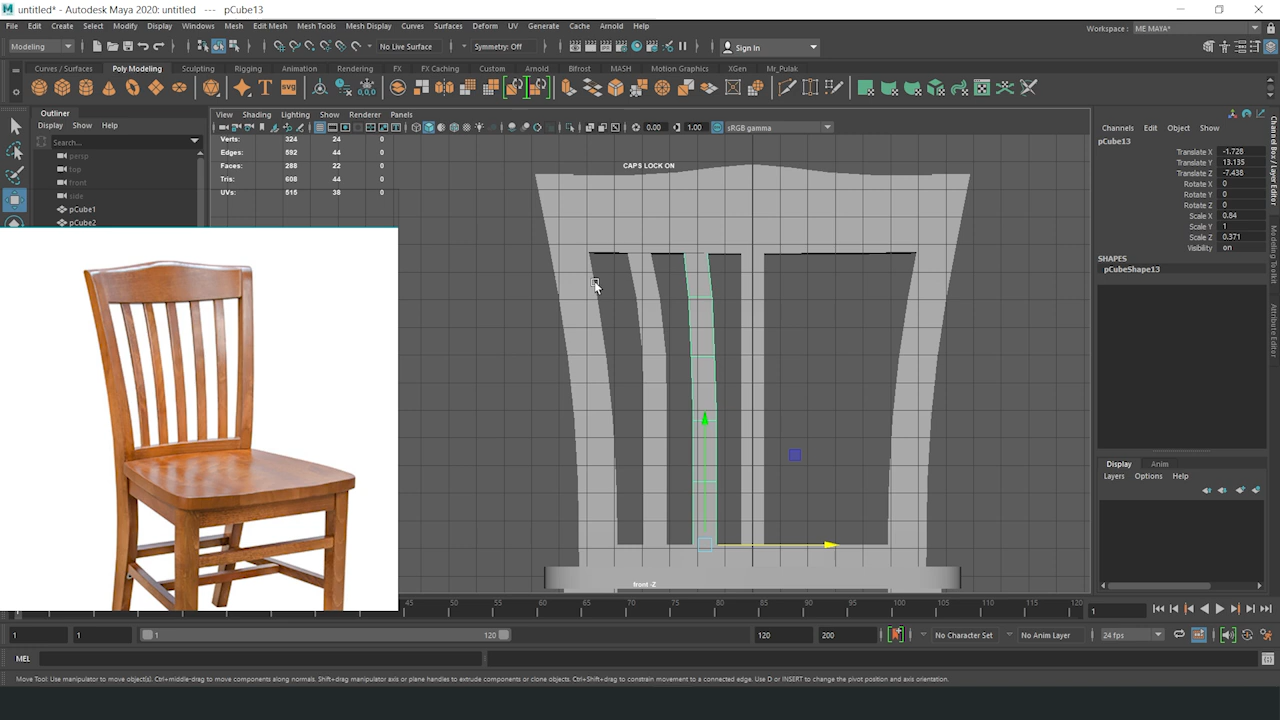 untitled* - Autodesk Maya 2020: untitled --- pCube13
File Edit Create Select Modify Display Windows Mesh Edit Mesh Mesh Tools Mesh Display Curves Surfaces Deform UV Generate Cache Arnold Help
Workspace : ME MAYA*
Modeling No Live Surface Symmetry: Off Sign In
Curves / Surfaces Poly Modeling Sculpting Rigging Animation Rendering FX FX Caching Custom Arnold Bifrost MASH Motion Graphics XGen Mr_Pulak
Outliner
Display Show Help
Search...
persp
top
front
side
pCube1
pCube2
View Shading Lighting Show Renderer Panels
0.00 1.00 sRGB gamma
Verts: 324 24 0
Edges: 592 44 0
Faces: 288 22 0
Tris: 608 44 0
UVs: 515 38 0
CAPS LOCK ON
front -Z
Channels Edit Object Show
pCube13
Translate X -1.728
Translate Y 13.135
Translate Z -7.438
Rotate X 0
Rotate Y 0
Rotate Z 0
Scale X 0.84
Scale Y 1
Scale Z 0.371
Visibility on
SHAPES
pCubeShape13
Channel Box / Layer Editor
Modeling Toolkit
Attribute Editor
Display Anim
Layers Options Help
45 50 55 60 65 70 75 80 85 90 95 100 105 110 115 120 1
1 1 1 120 120 200 No Character Set No Anim Layer 24 fps
MEL
Move Tool: Use manipulator to move object(s). Ctrl+middle-drag to move components along normals. Shift+drag manipulator axis or plane handles to extrude components or clone objects. Ctrl+Shift+drag to constrain movement to a connected edge. Use D or INSERT to change the pivot position and axis orientation.